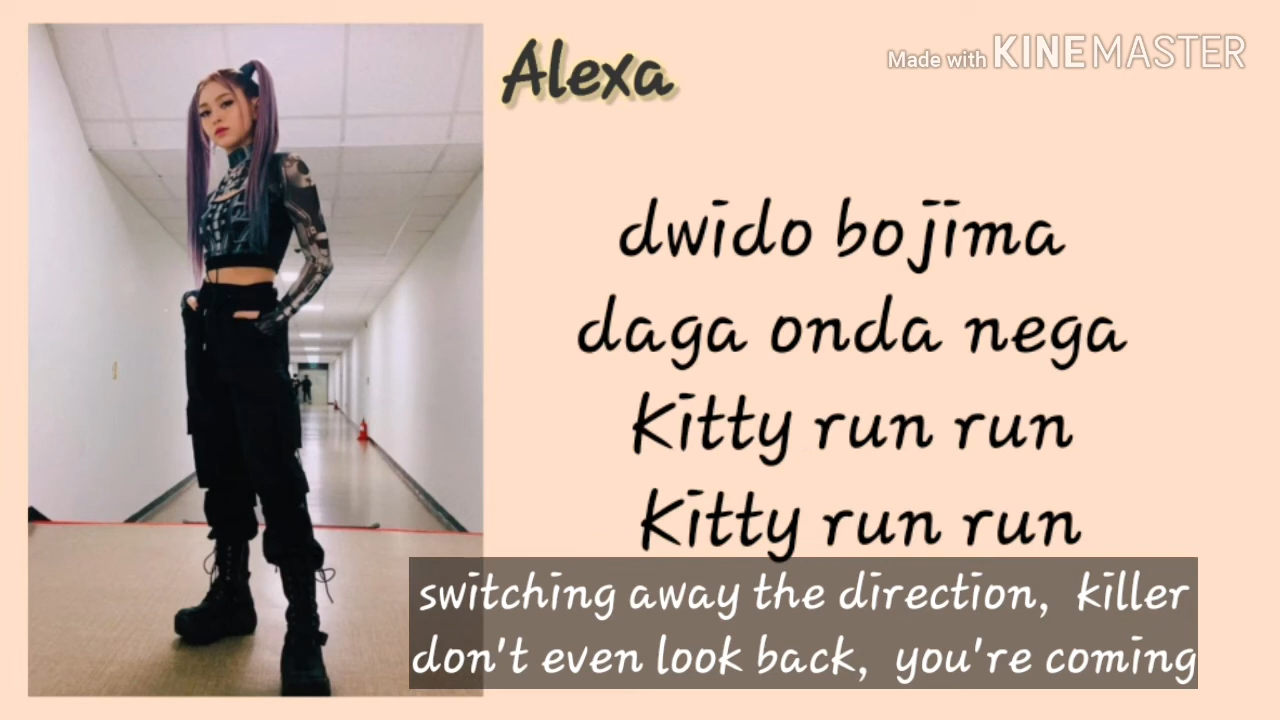 Alexa
Made with KINEMASTER
dwido bojima
daga onda nega
Kitty run run
Kitty run run
switching away the direction, killer
don't even look back, you're coming